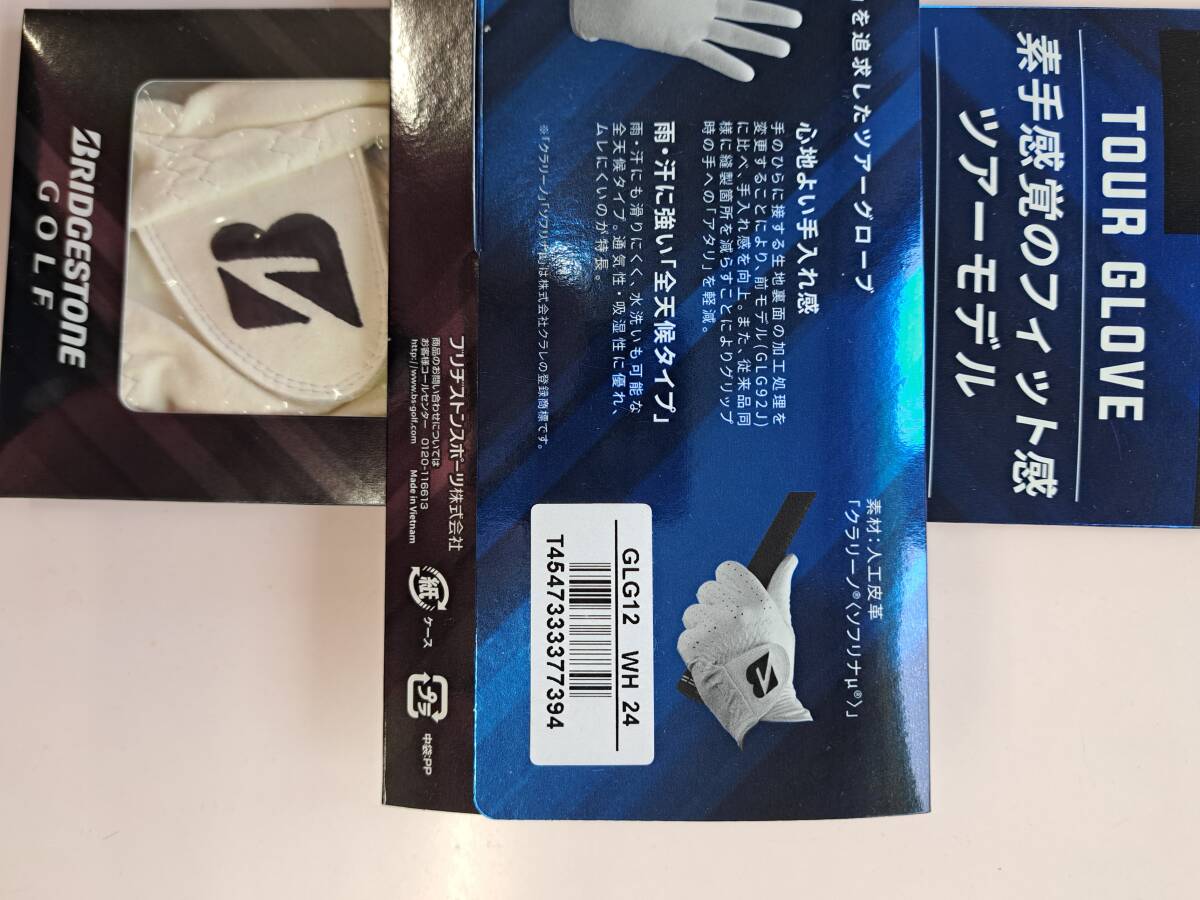 TOUR GLOVE
素手感覚のフィット感
ツアーモデル
を追求したツアーグローブ
心地よい手入れ感
手のひらに接する生地裏面の加工処理を
変更することにより、前モデル(GLG92J)
に比べ、手入れ感を向上。また、従来品同
様に縫製箇所を減らすことによりグリップ
時の手への「アタリ」を軽減。
雨・汗に強い「全天候タイプ」
雨・汗にも滑りにくく、水洗いも可能な
全天候タイプ。通気性・吸湿性に優れ、
ムレにくいのが特長。
※「クラリーノ」「ソフリナ」は株式会社クラレの登録商標です。
素材:人工皮革
「クラリーノ®〈ソフリナμ®〉」
GLG12 WH 24
T4547333377394
ブリヂストンスポーツ株式会社
商品のお問い合わせについては
お客様コールセンター 0120-116613
http://www.bs-golf.com Made in Vietnam
紙
ケース
プラ
中袋:PP
BRIDGESTONE
GOLF
B